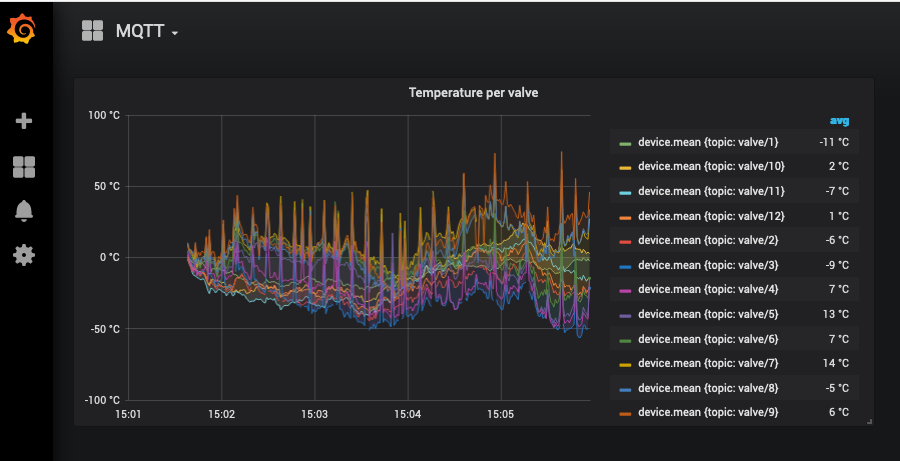 MQTT
Temperature per valve
100 °C
50 °C
0 °C
-50 °C
-100 °C
15:01 15:02 15:03 15:04 15:05
avg
device.mean {topic: valve/1} -11 °C
device.mean {topic: valve/10} 2 °C
device.mean {topic: valve/11} -7 °C
device.mean {topic: valve/12} 1 °C
device.mean {topic: valve/2} -6 °C
device.mean {topic: valve/3} -9 °C
device.mean {topic: valve/4} 7 °C
device.mean {topic: valve/5} 13 °C
device.mean {topic: valve/6} 7 °C
device.mean {topic: valve/7} 14 °C
device.mean {topic: valve/8} -5 °C
device.mean {topic: valve/9} 6 °C